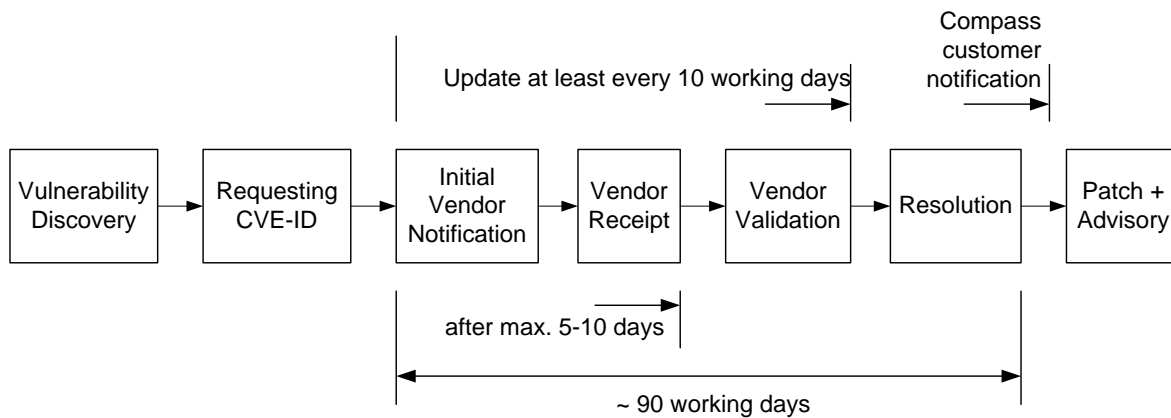 Compass
customer
notification
Update at least every 10 working days
Vulnerability
Discovery
Requesting
CVE-ID
Initial
Vendor
Notification
Vendor
Receipt
Vendor
Validation
Resolution
Patch +
Advisory
after max. 5-10 days
~ 90 working days